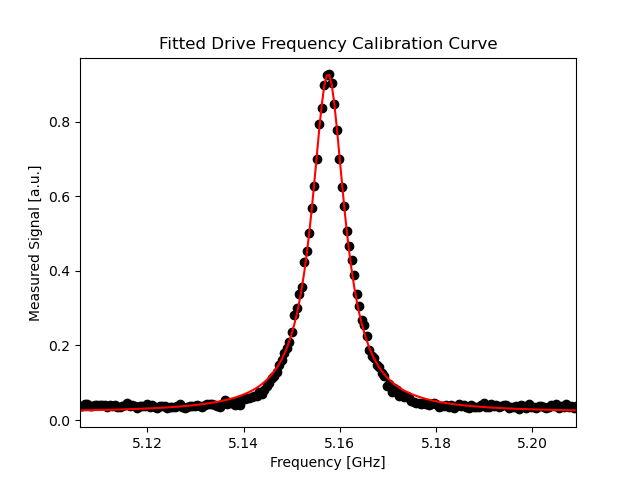 Fitted Drive Frequency Calibration Curve
Measured Signal [a.u.]
0.8
0.6
0.4
0.2
0.0
5.12 5.14 5.16 5.18 5.20
Frequency [GHz]